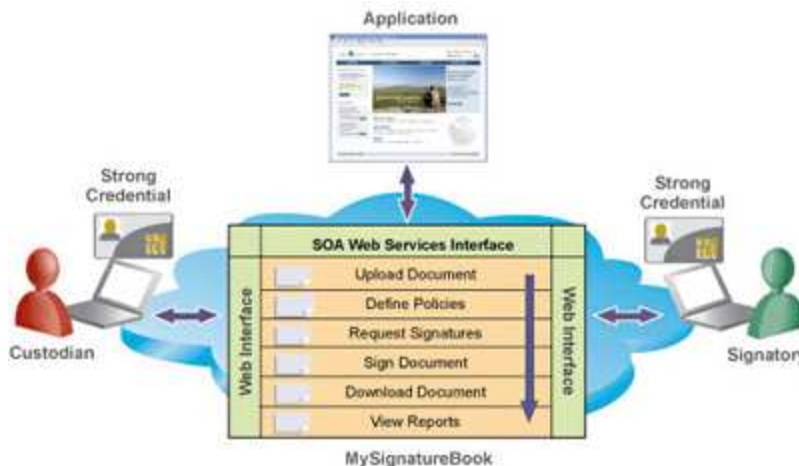 Application
Strong
Credential
Strong
Credential
SOA Web Services Interface
Web Interface
Upload Document
Define Policies
Request Signatures
Sign Document
Download Document
View Reports
Web Interface
Custodian
Signatory
MySignatureBook